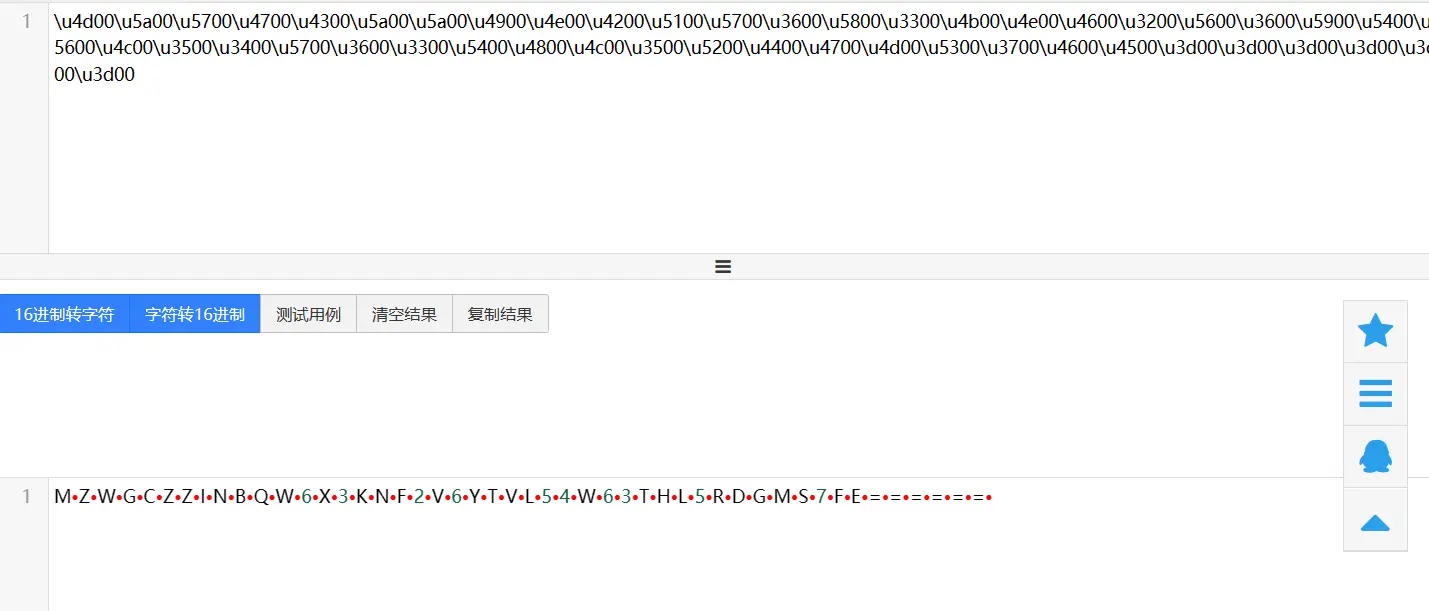 1
\u4d00\u5a00\u5700\u4700\u4300\u5a00\u5a00\u4900\u4e00\u4200\u5100\u5700\u3600\u5800\u3300\u4b00\u4e00\u4600\u3200\u5600\u3600\u5900\u5400\u
5600\u4c00\u3500\u3400\u5700\u3600\u3300\u5400\u4800\u4c00\u3500\u5200\u4400\u4700\u4d00\u5300\u3700\u4600\u4500\u3d00\u3d00\u3d00\u3d00\u3d
00\u3d00
16进制转字符 字符转16进制 测试用例 清空结果 复制结果
1
M•Z•W•G•C•Z•Z•I•N•B•Q•W•6•X•3•K•N•F•2•V•6•Y•T•V•L•5•4•W•6•3•T•H•L•5•R•D•G•M•S•7•F•E•=•=•=•=•=•=•